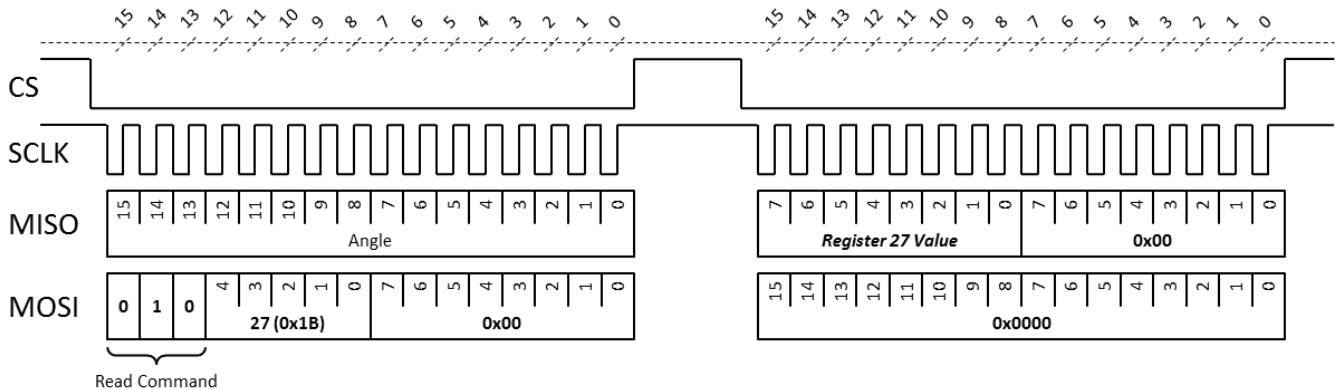 15 14 13 12 11 10 9 8 7 6 5 4 3 2 1 0 15 14 13 12 11 10 9 8 7 6 5 4 3 2 1 0
CS
SCLK
MISO 15 14 13 12 11 10 9 8 7 6 5 4 3 2 1 0 7 6 5 4 3 2 1 0 7 6 5 4 3 2 1 0
Angle Register 27 Value 0x00
MOSI 0 1 0 4 3 2 1 0 7 6 5 4 3 2 1 0 15 14 13 12 11 10 9 8 7 6 5 4 3 2 1 0
27 (0x1B) 0x00 0x0000
Read Command